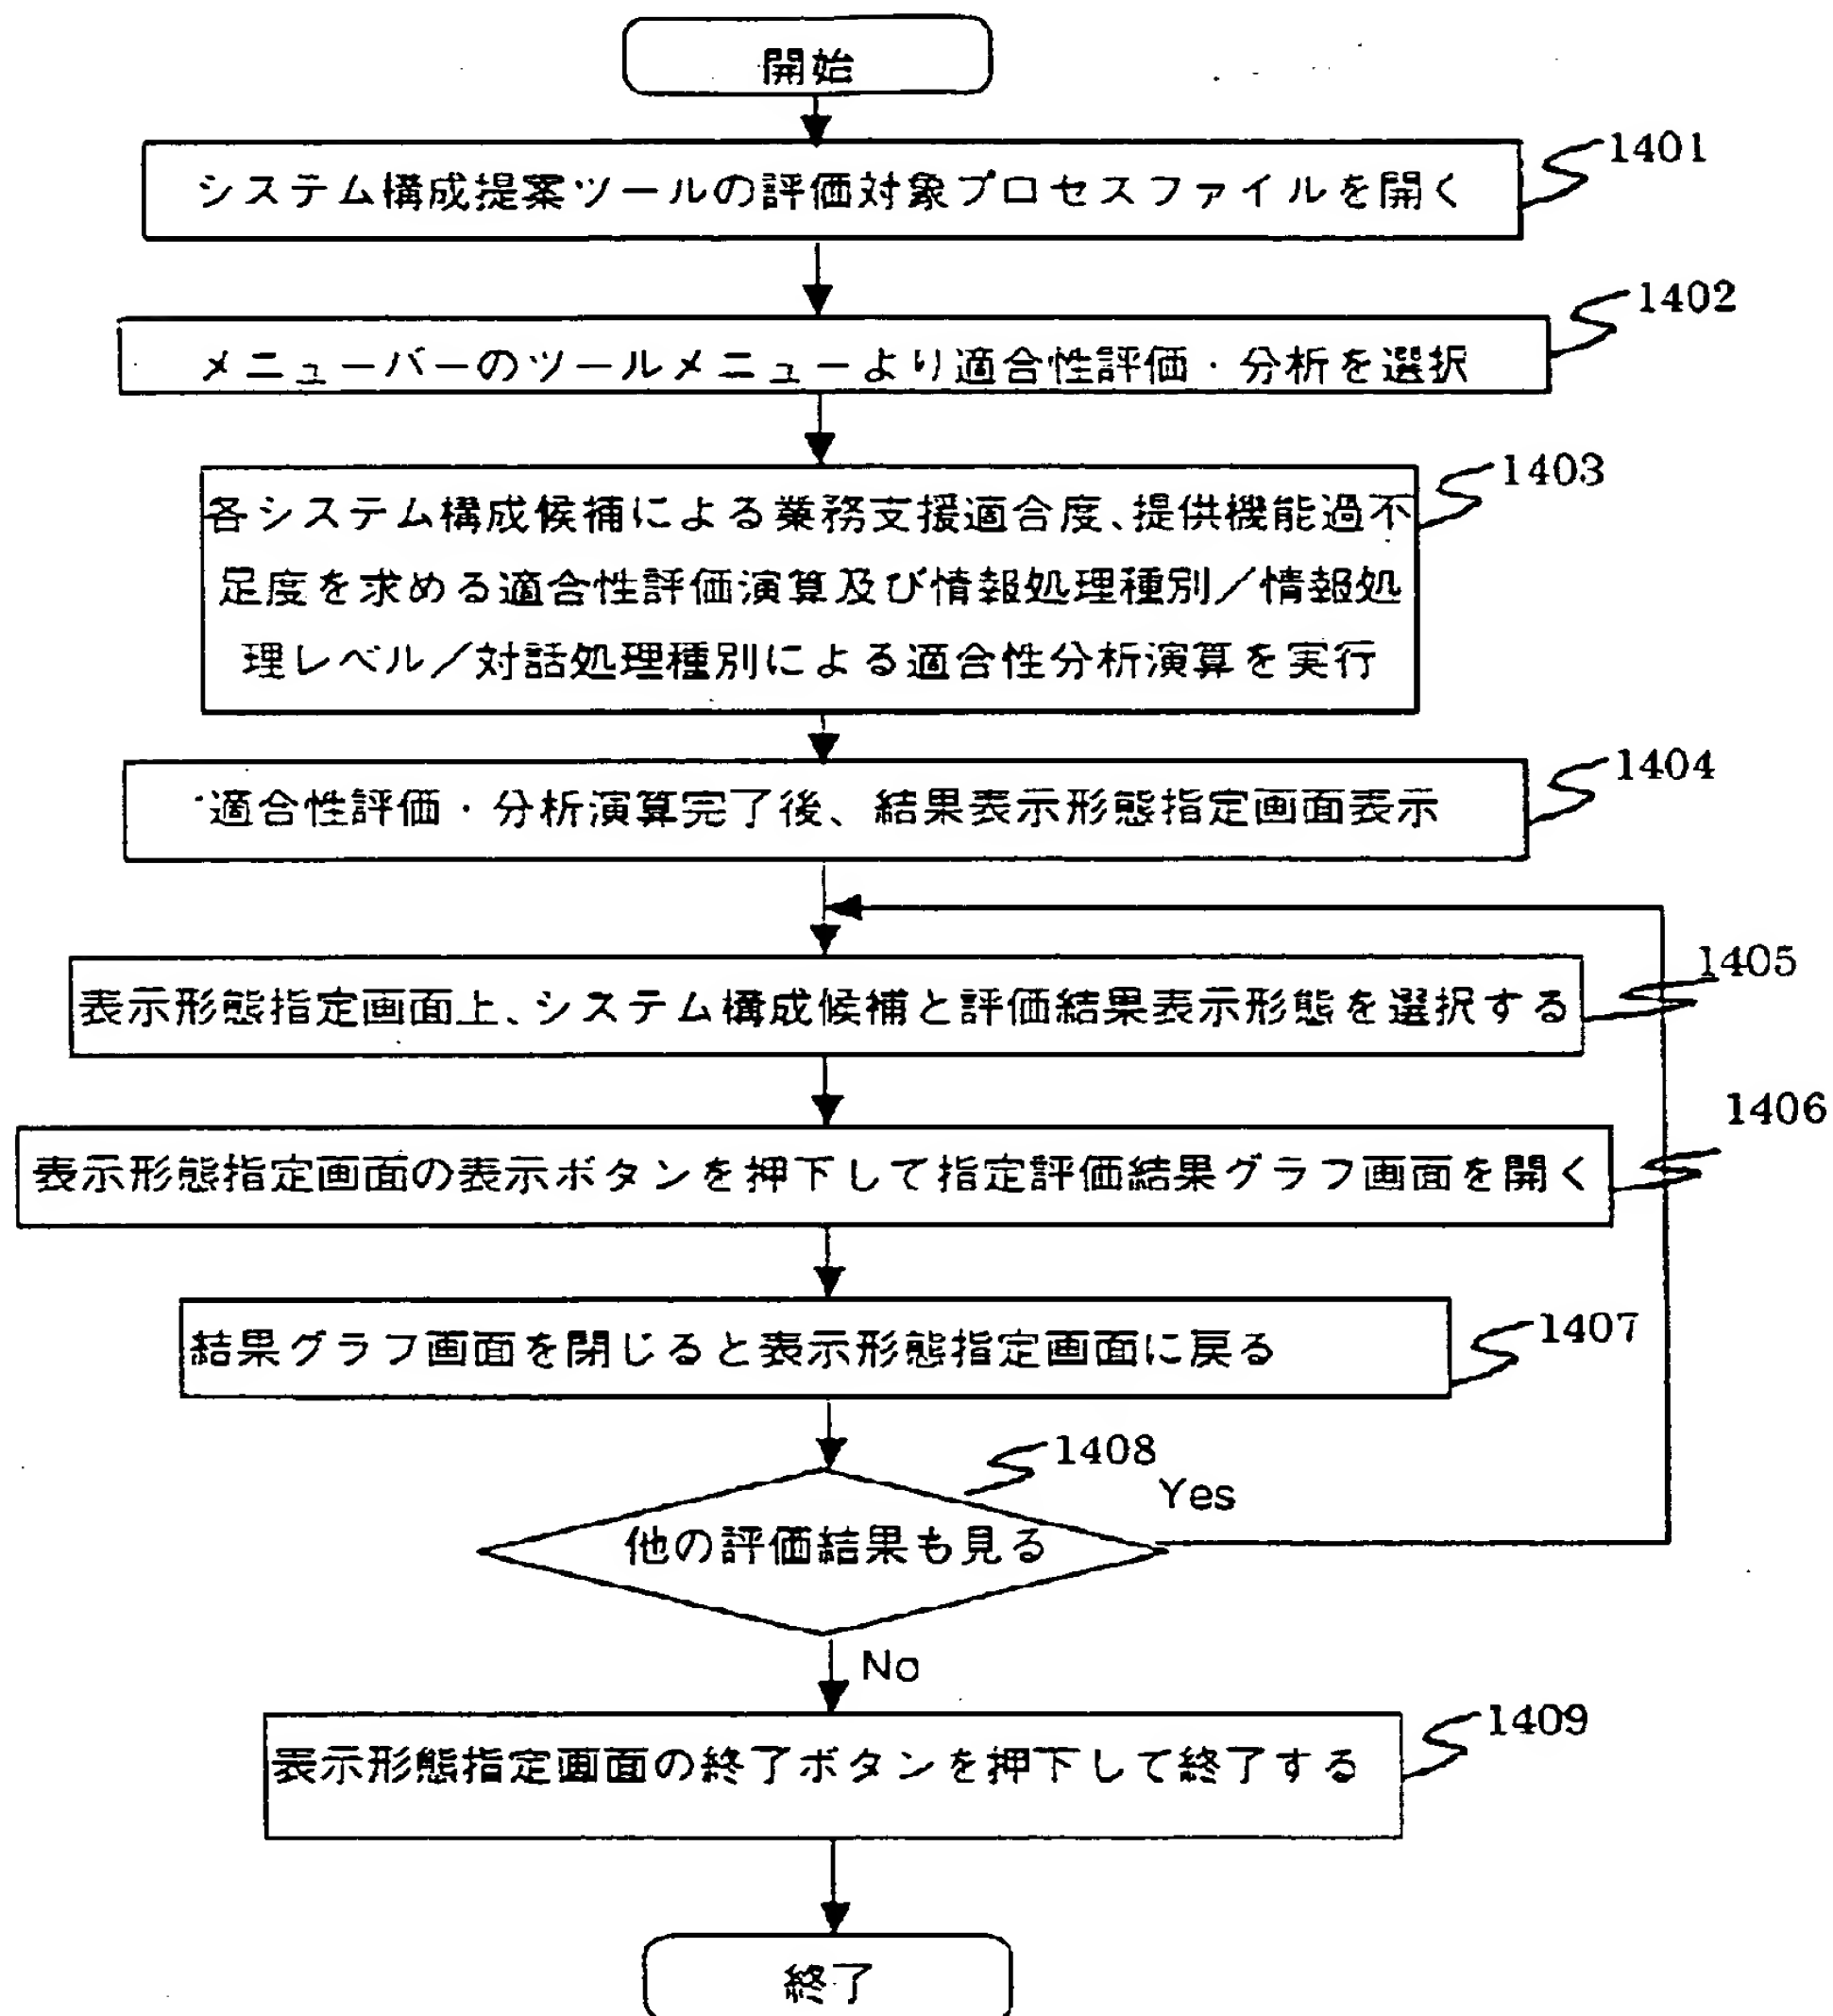 開始
システム構成提案ツールの評価対象プロセスファイルを開く
1401
メニューバーのツールメニューより適合性評価・分析を選択
1402
各システム構成候補による業務支援適合度、提供機能過不
足度を求める適合性評価演算及び情報処理種別／情報処
理レベル／対話処理種別による適合性分析演算を実行
1403
適合性評価・分析演算完了後、結果表示形態指定画面表示
1404
表示形態指定画面上、システム構成候補と評価結果表示形態を選択する
1405
表示形態指定画面の表示ボタンを押下して指定評価結果グラフ画面を開く
1406
結果グラフ画面を閉じると表示形態指定画面に戻る
1407
他の評価結果も見る
1408
Yes
No
表示形態指定画面の終了ボタンを押下して終了する
1409
終了